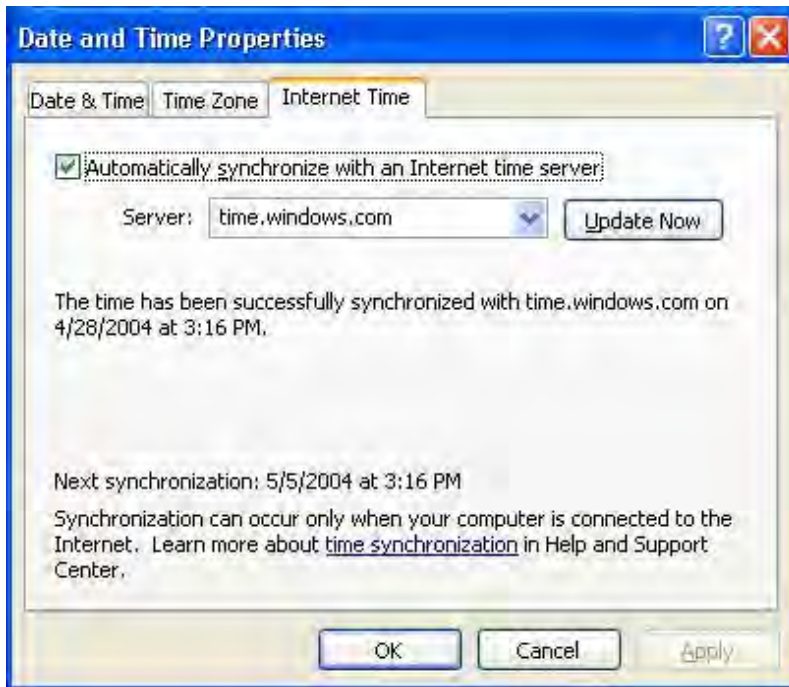 Date and Time Properties
Date & Time Time Zone Internet Time
Automatically synchronize with an Internet time server
Server: time.windows.com Update Now
The time has been successfully synchronized with time.windows.com on
4/28/2004 at 3:16 PM.
Next synchronization: 5/5/2004 at 3:16 PM
Synchronization can occur only when your computer is connected to the
Internet. Learn more about time synchronization in Help and Support
Center.
OK Cancel Apply